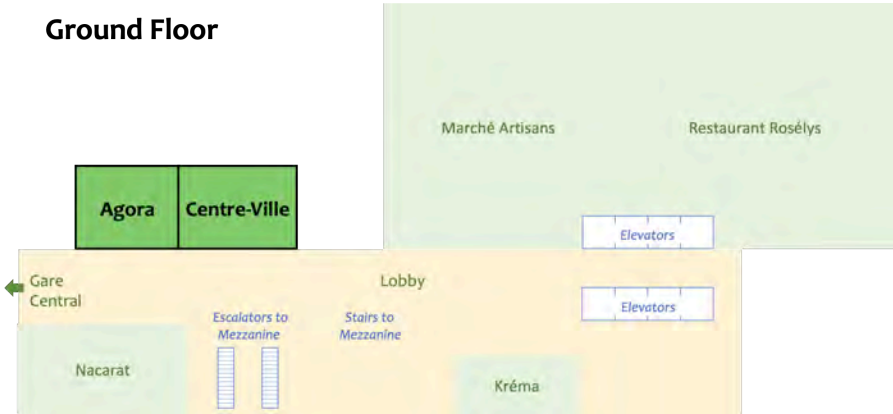 Ground Floor
Marché Artisans
Restaurant Rosélys
Agora
Centre-Ville
Elevators
Gare
Central
Lobby
Elevators
Escalators to
Mezzanine
Stairs to
Mezzanine
Nacarat
Kréma